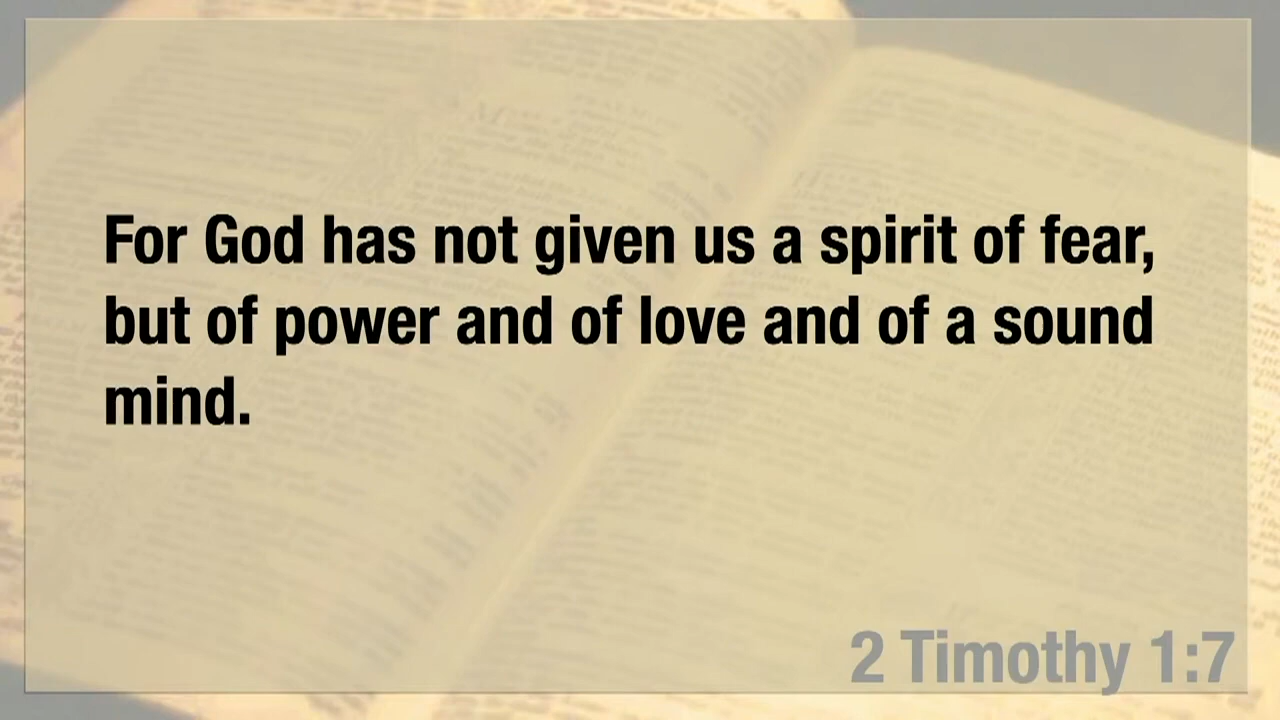 For God has not given us a spirit of fear,
but of power and of love and of a sound
mind.
2 Timothy 1:7